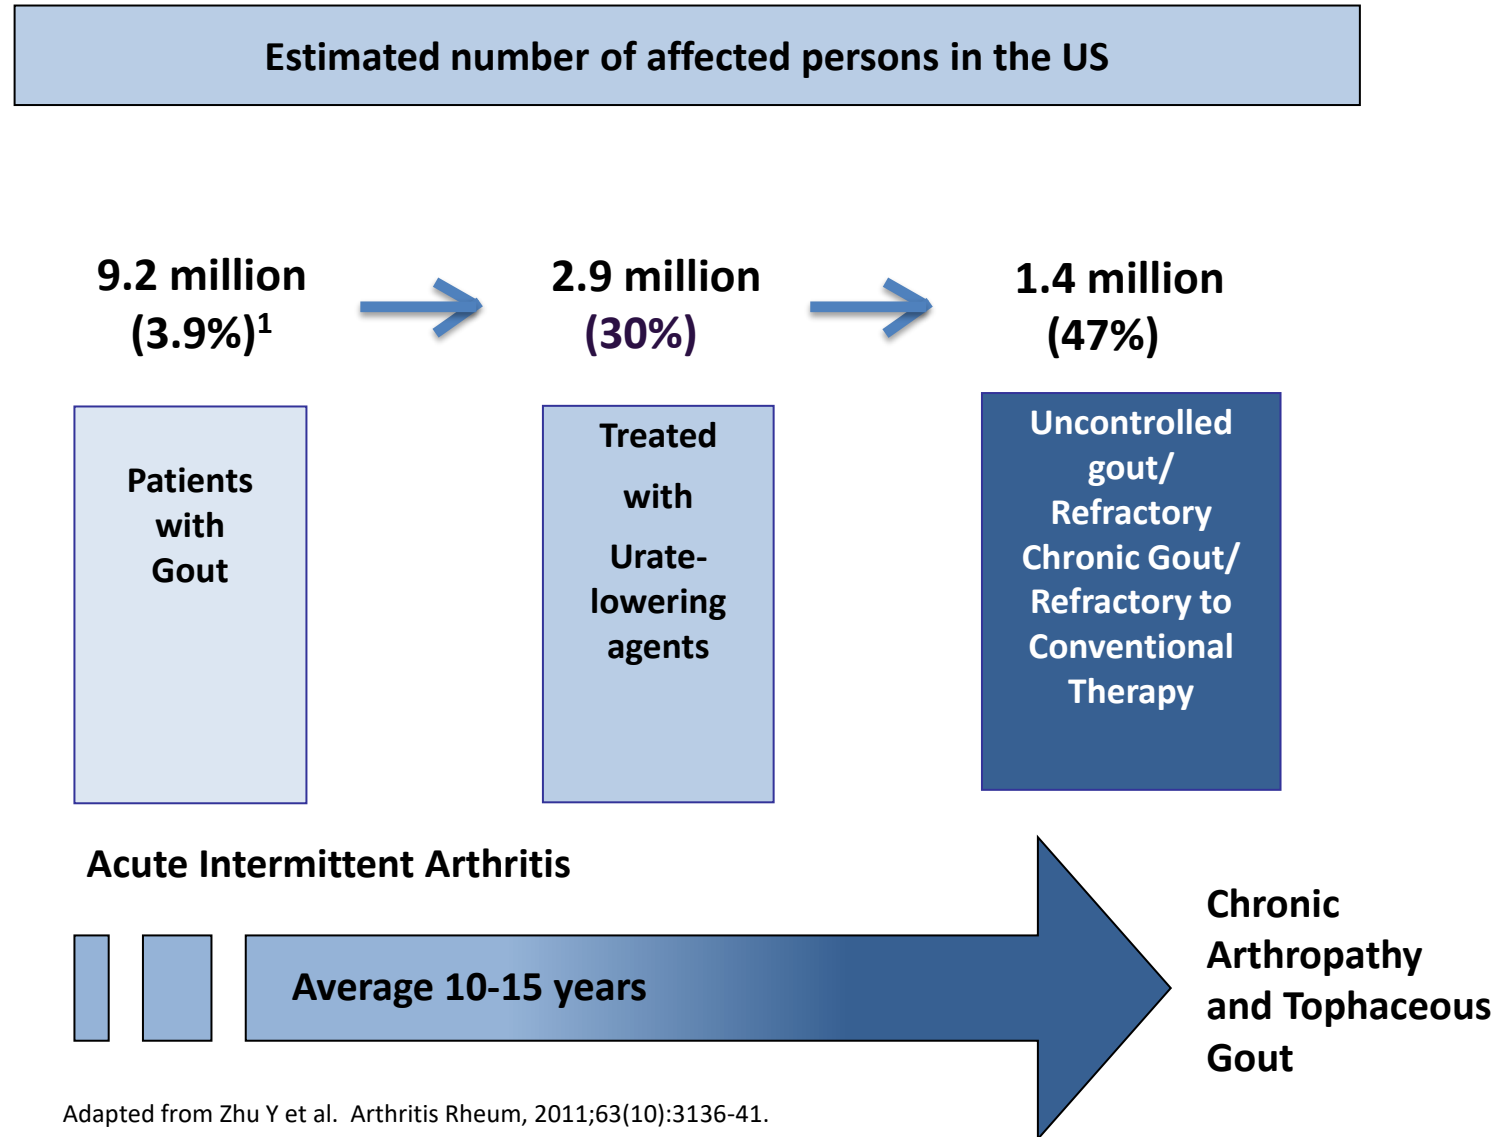 Estimated number of affected persons in the US
9.2 million
(3.9%)¹
2.9 million
(30%)
1.4 million
(47%)
Patients
with
Gout
Treated
with
Urate-
lowering
agents
Uncontrolled
gout/
Refractory
Chronic Gout/
Refractory to
Conventional
Therapy
Acute Intermittent Arthritis
Average 10-15 years
Chronic
Arthropathy
and Tophaceous
Gout
Adapted from Zhu Y et al.  Arthritis Rheum, 2011;63(10):3136-41.